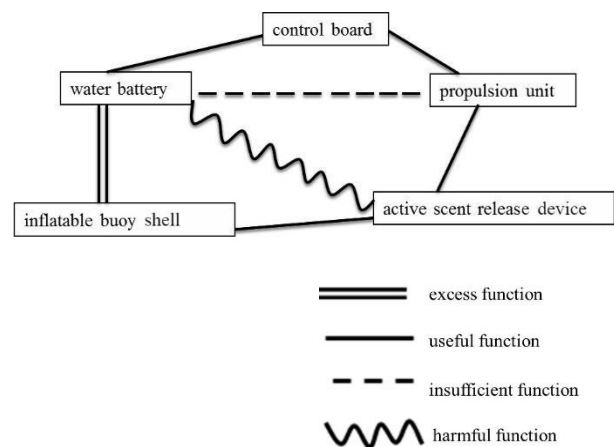 control board
water battery
propulsion unit
inflatable buoy shell
active scent release device
excess function
useful function
insufficient function
harmful function